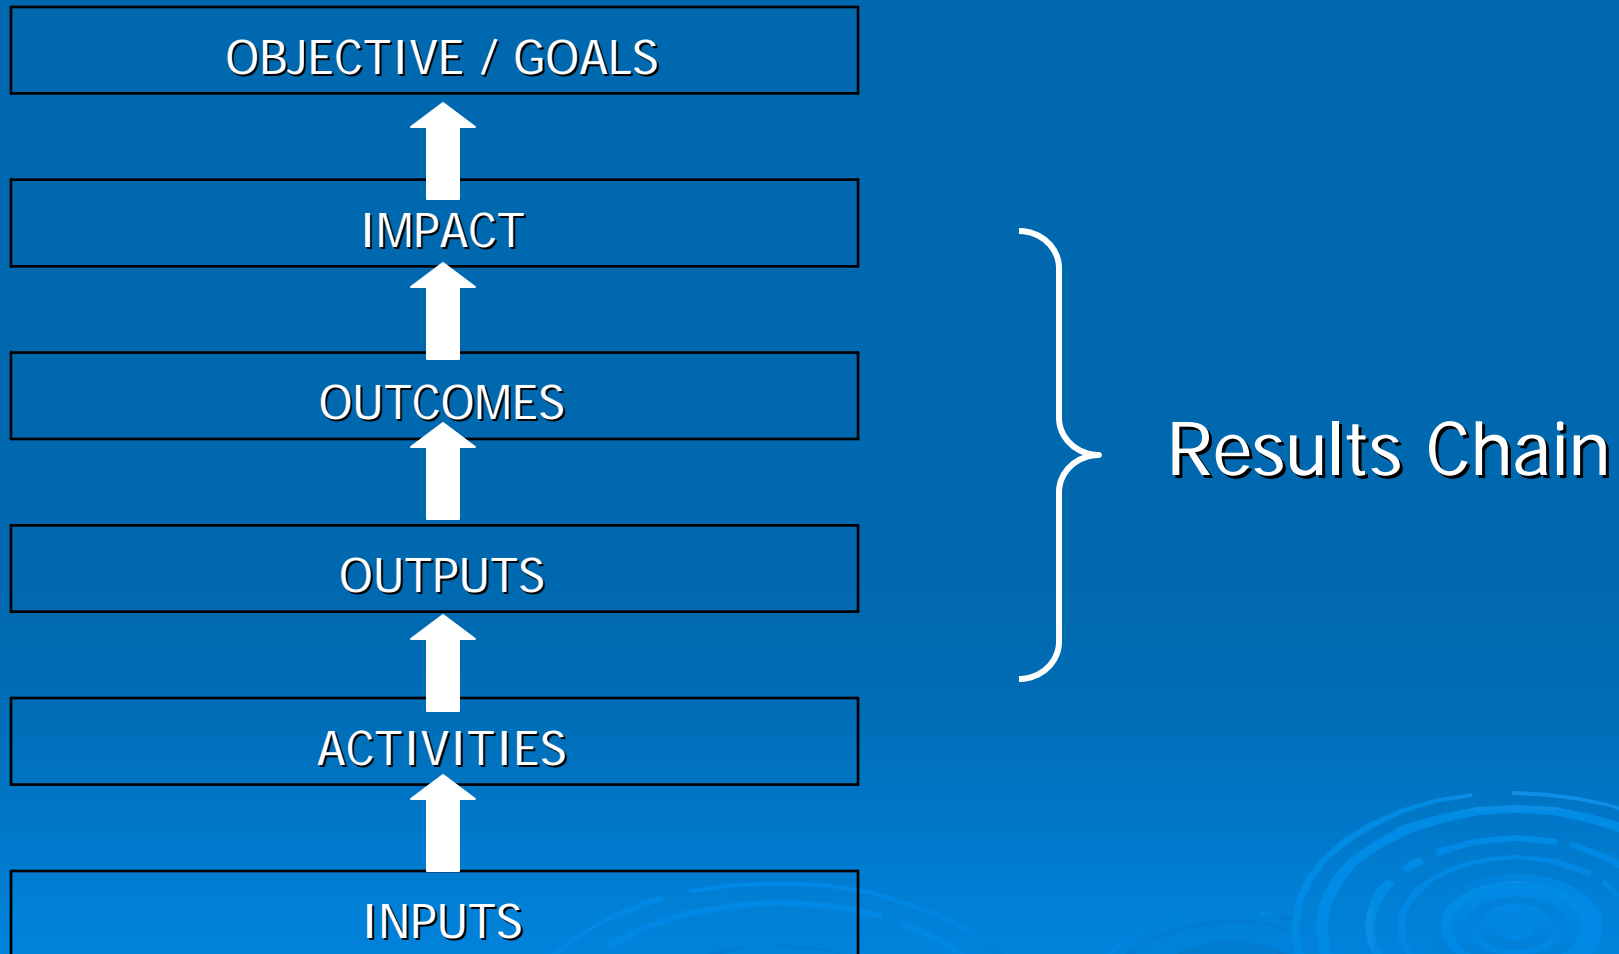 OBJECTIVE / GOALS
IMPACT
OUTCOMES
Results Chain
OUTPUTS
ACTIVITIES
INPUTS